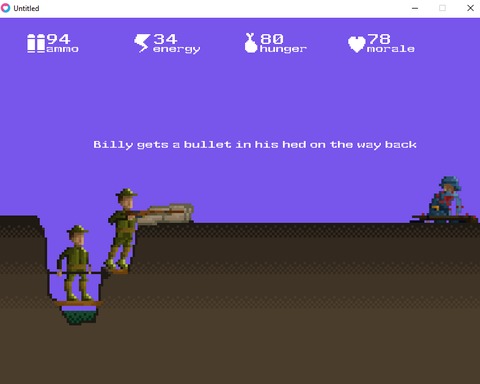 Untitled
94 ammo
34 energy
80 hunger
78 morale
Billy gets a bullet in his hed on the way back